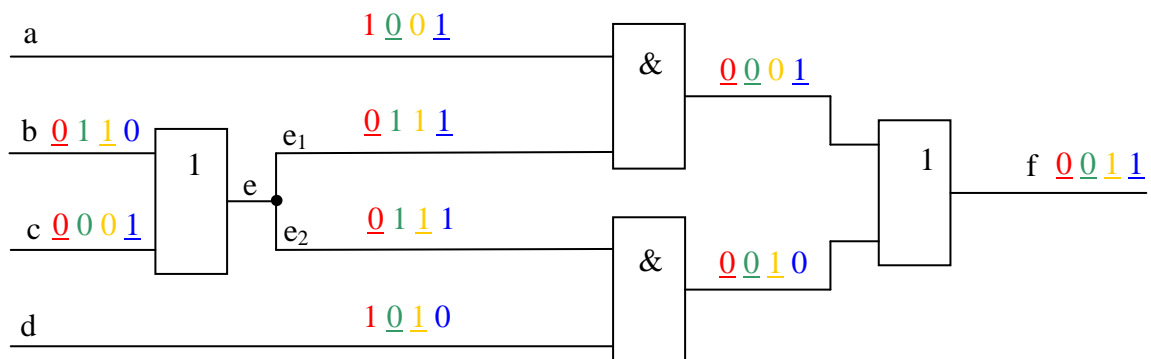 a 1 0 0 1
&
0 0 0 1
b 0 1 1 0
1
e1 0 1 1 1
e
1
f 0 0 1 1
c 0 0 0 1
e2 0 1 1 1
&
0 0 1 0
d 1 0 1 0